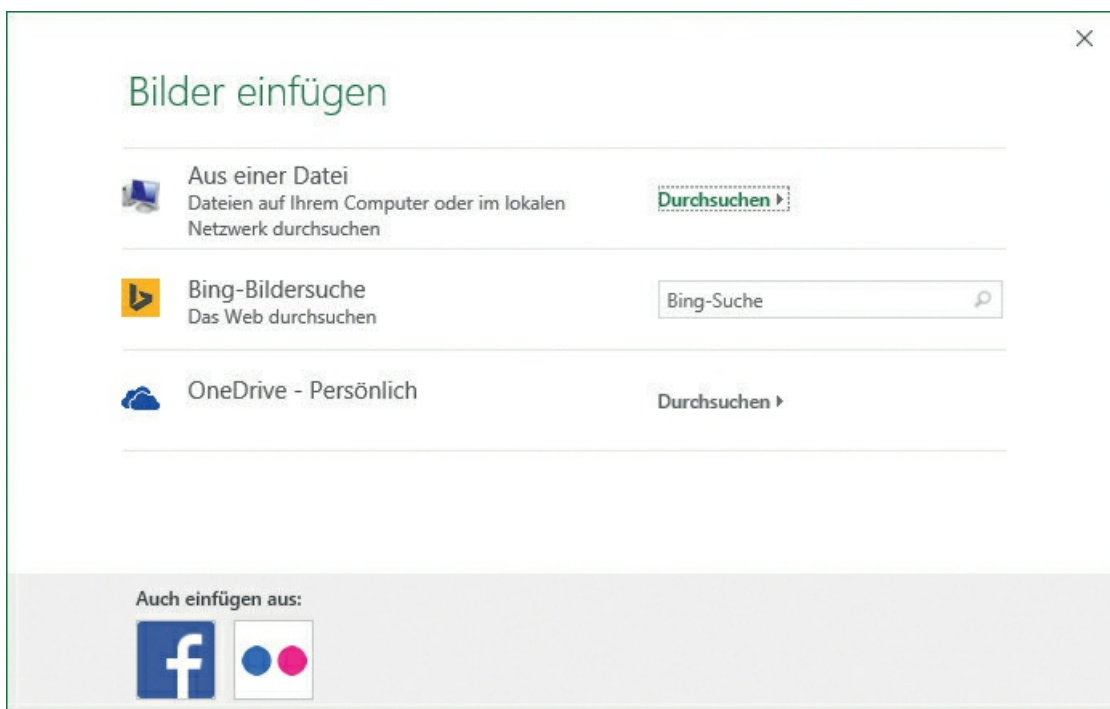 Bilder einfügen
Aus einer Datei
Dateien auf Ihrem Computer oder im lokalen
Netzwerk durchsuchen
Durchsuchen
Bing-Bildersuche
Das Web durchsuchen
Bing-Suche
OneDrive - Persönlich
Durchsuchen
Auch einfügen aus: